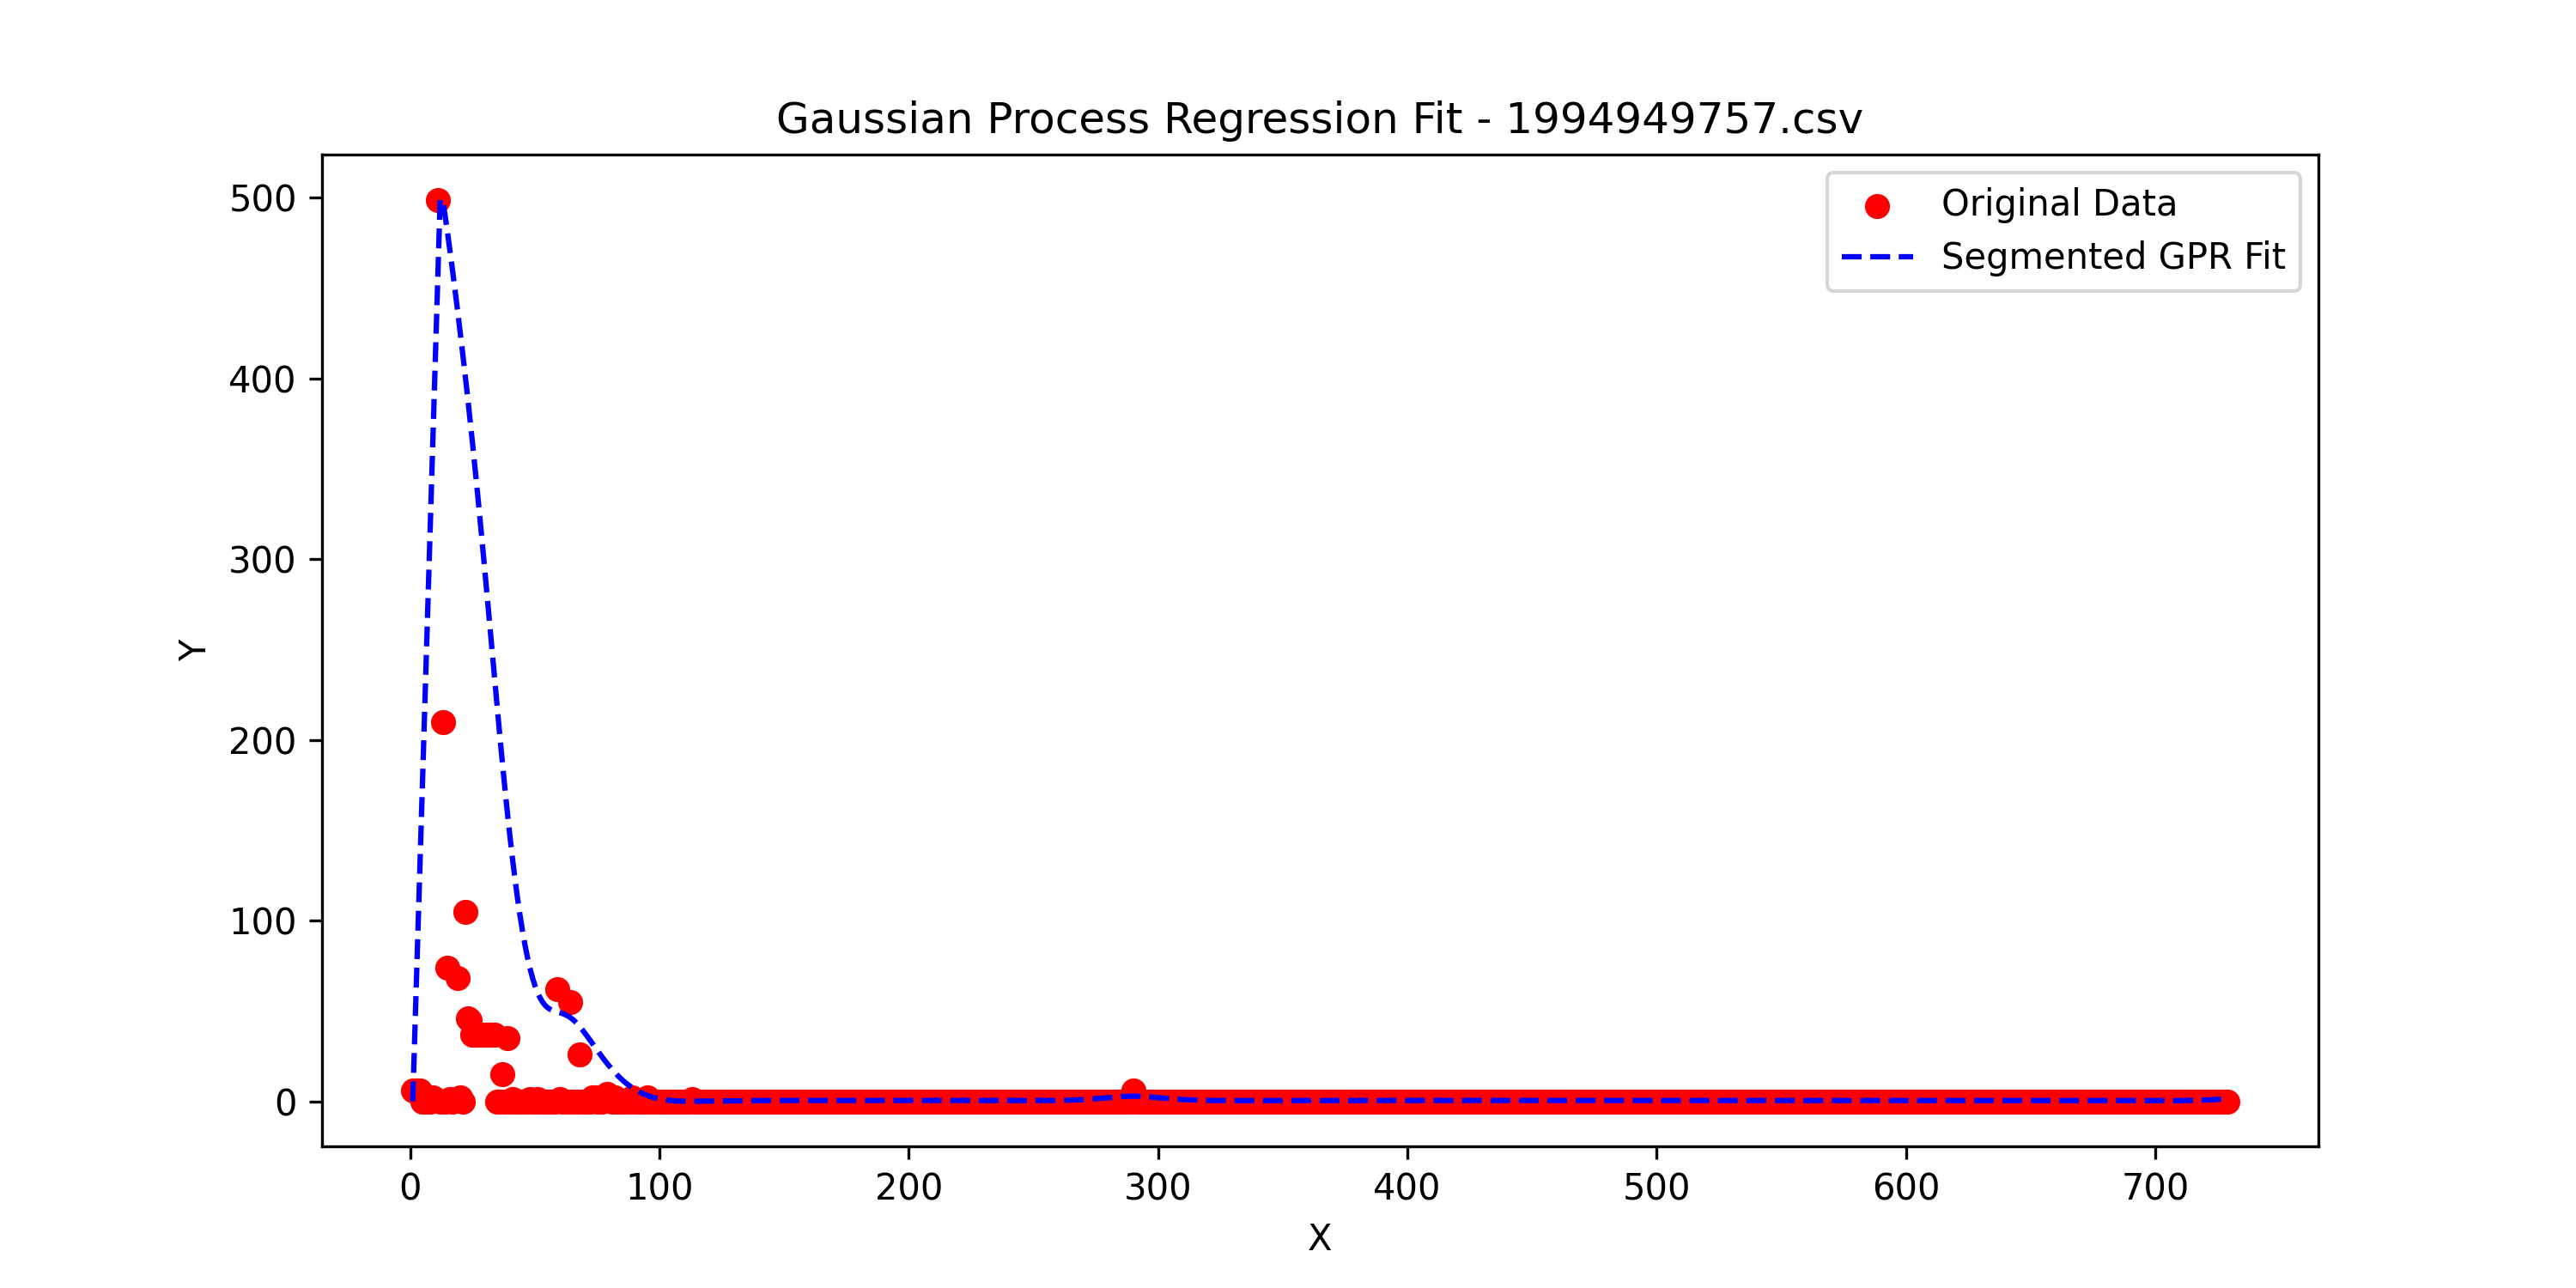 Gaussian Process Regression Fit - 1994949757.csv
Original Data
Segmented GPR Fit
500
400
300
200
100
0
Y
0 100 200 300 400 500 600 700
X